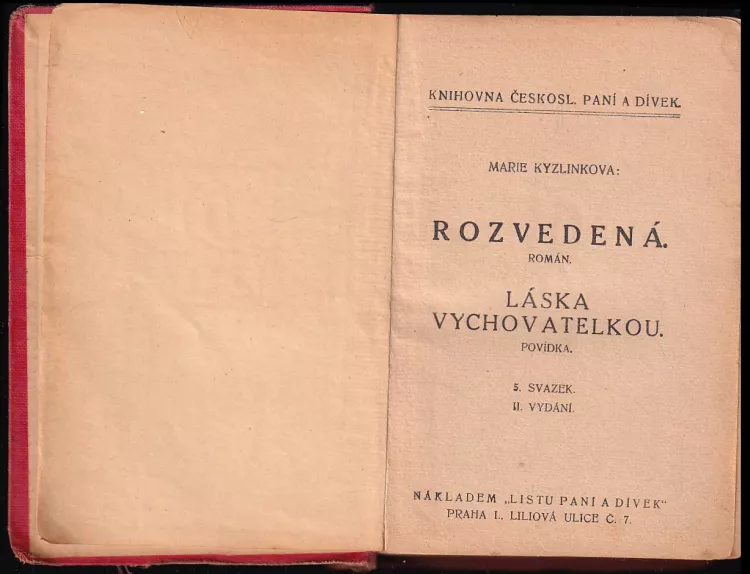 KNIHOVNA ČESKOSL. PANÍ A DÍVEK.
MARIE KYZLINKOVA:
ROZVEDENÁ.
ROMÁN.
LÁSKA
VYCHOVATELKOU.
POVÍDKA.
5. SVAZEK.
II. VYDÁNÍ.
NÁKLADEM „LISTU PANÍ A DÍVEK“
PRAHA I., LILIOVÁ ULICE Č. 7.